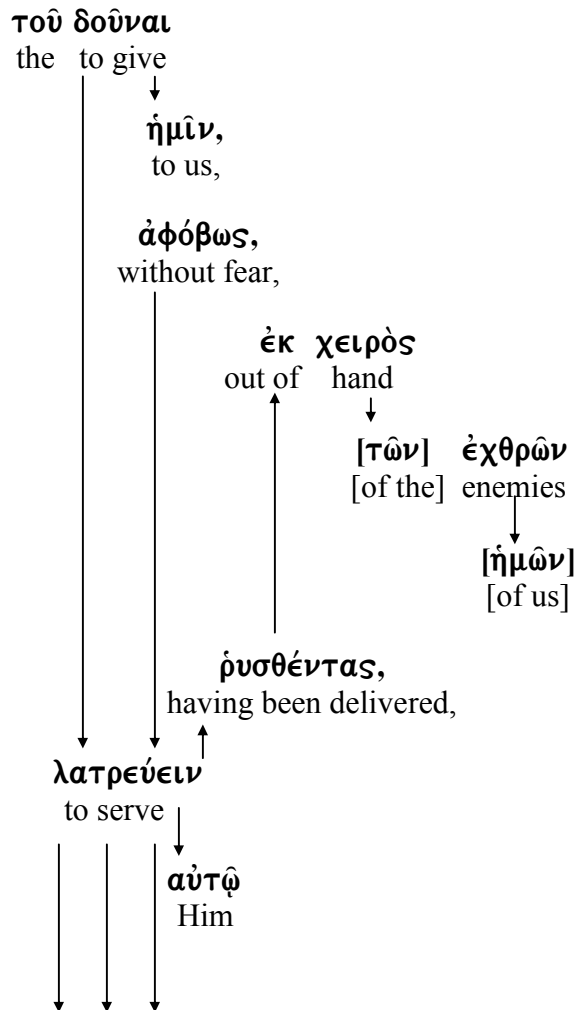 τοῦ δοῦναι
the to give
ἡμῖν,
to us,
ἀφόβως,
without fear,
ἐκ χειρὸς
out of hand
[τῶν] ἐχθρῶν
[of the] enemies
[ἡμῶν]
[of us]
ῥυσθέντας,
having been delivered,
λατρεύειν
to serve
αὐτῷ
Him